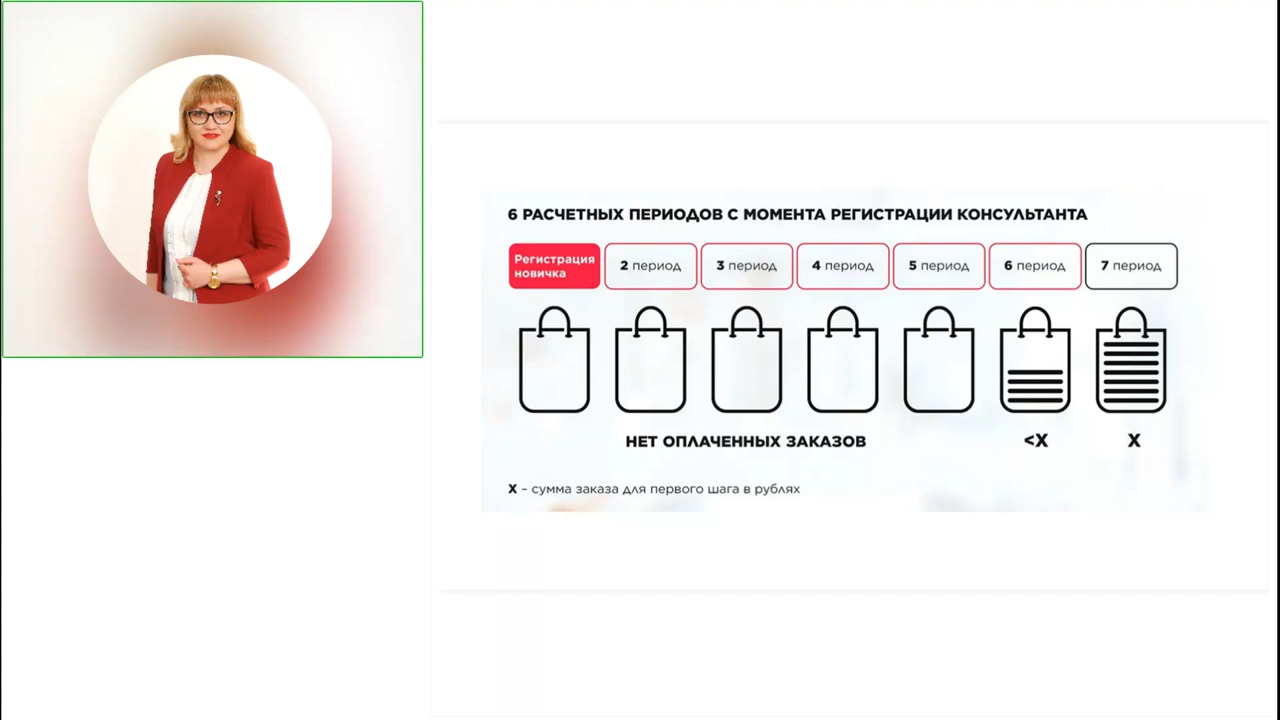 6 РАСЧЕТНЫХ ПЕРИОДОВ С МОМЕНТА РЕГИСТРАЦИИ КОНСУЛЬТАНТА
Регистрация
новичка
2 период
3 период
4 период
5 период
6 период
7 период
НЕТ ОПЛАЧЕННЫХ ЗАКАЗОВ
<X
X
X – сумма заказа для первого шага в рублях